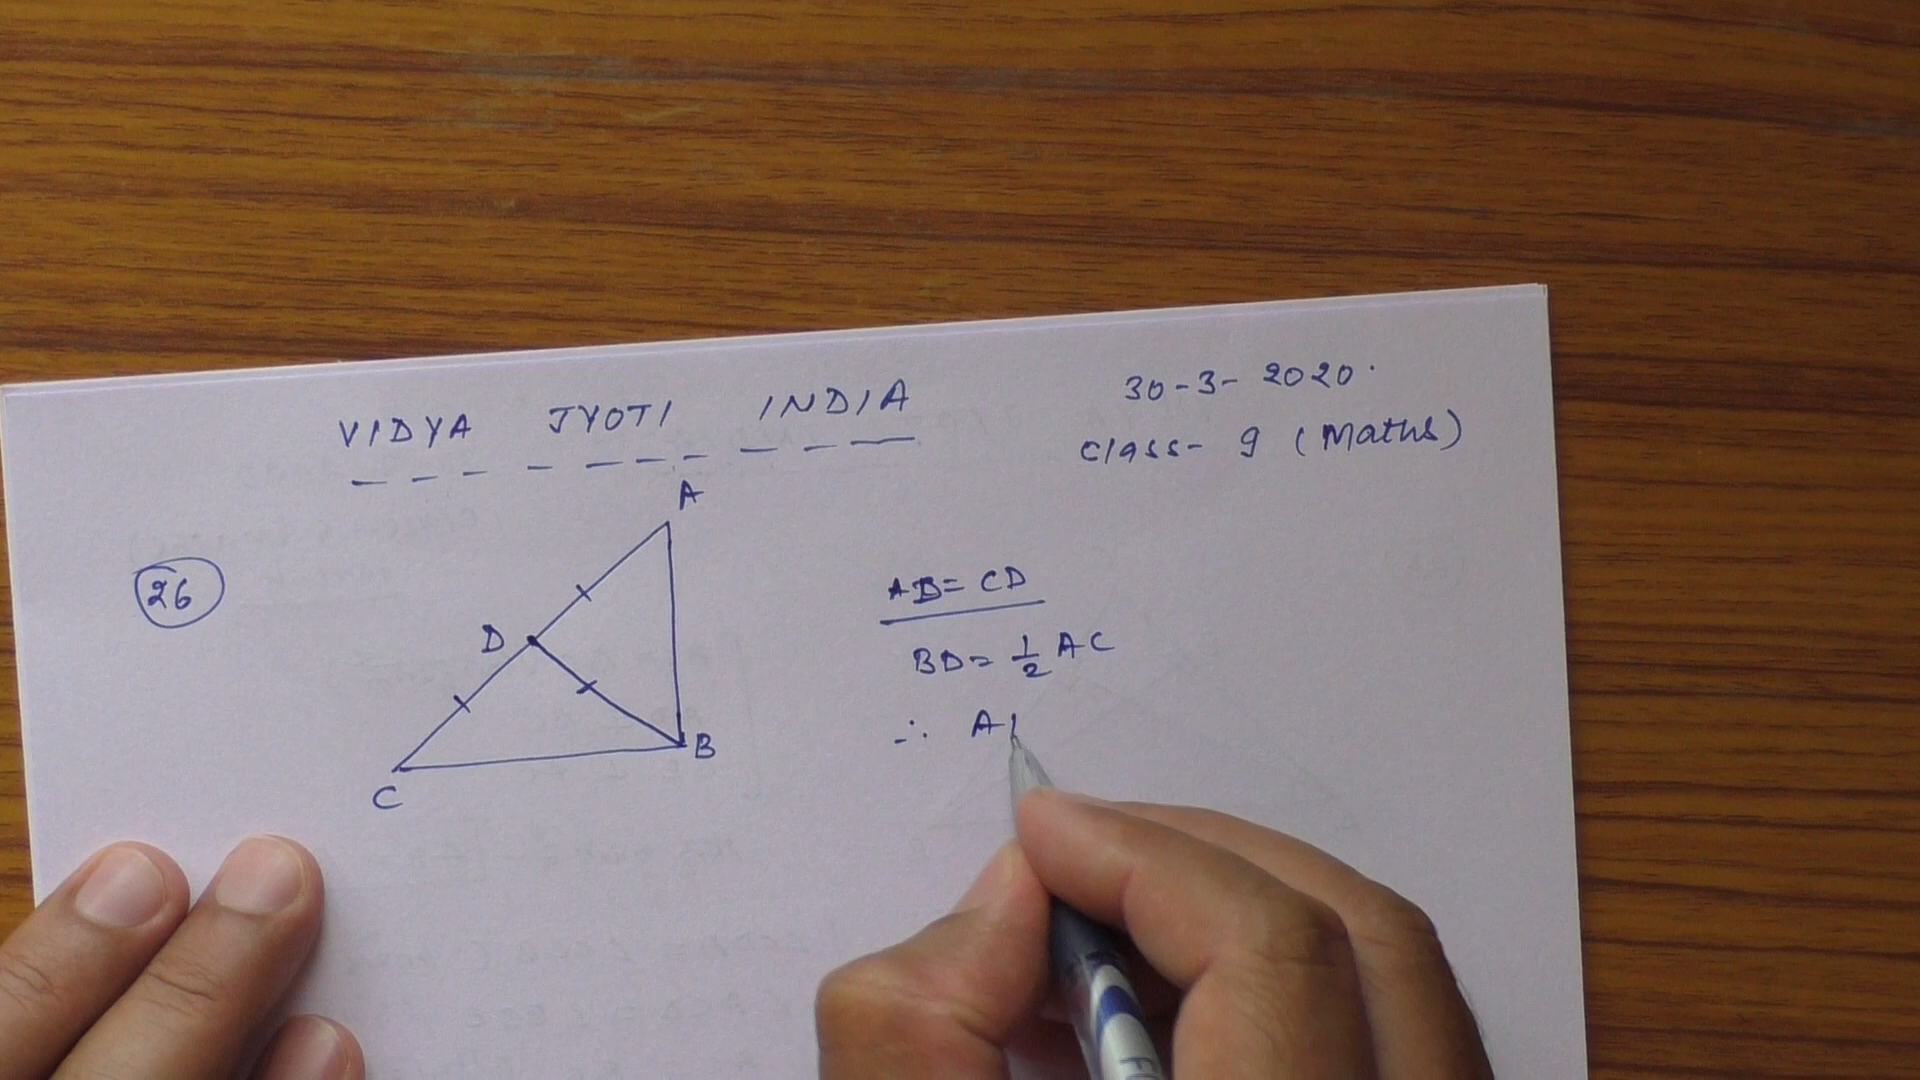 VIDYA JYOTI INDIA
30-3-2020.
Class- 9 (Maths)
26
A
D
B
C
AB= CD
BD= 1/2 AC
∴ A